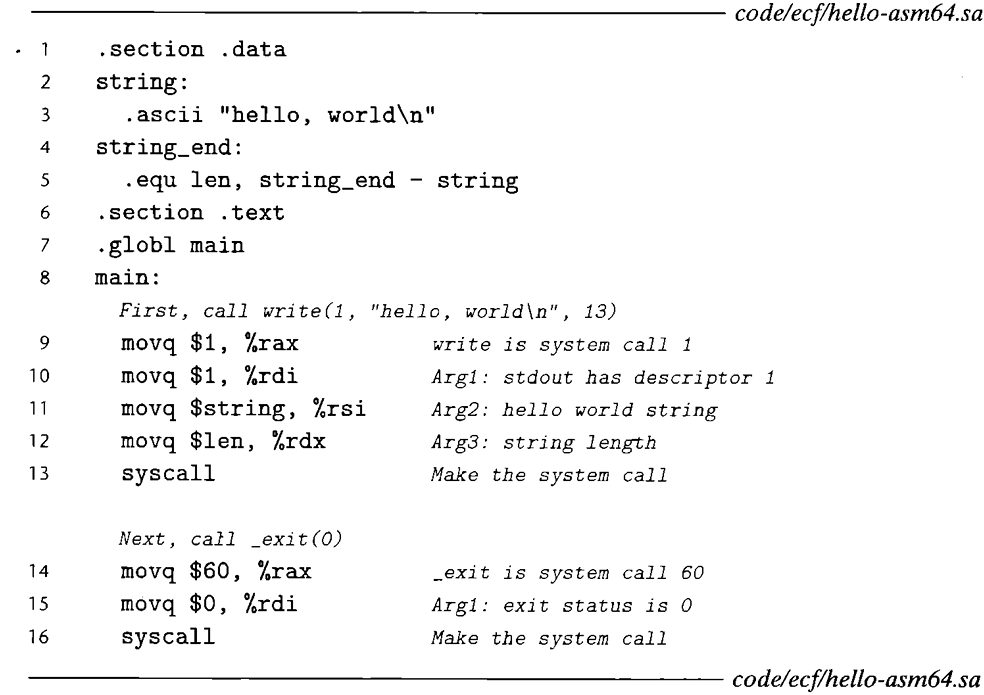 code/ecf/hello-asm64.sa
1 .section .data
2 string:
3 .ascii "hello, world\n"
4 string_end:
5 .equ len, string_end - string
6 .section .text
7 .globl main
8 main:
First, call write(1, "hello, world\n", 13)
9 movq $1, %rax write is system call 1
10 movq $1, %rdi Arg1: stdout has descriptor 1
11 movq $string, %rsi Arg2: hello world string
12 movq $len, %rdx Arg3: string length
13 syscall Make the system call
Next, call _exit(0)
14 movq $60, %rax _exit is system call 60
15 movq $0, %rdi Arg1: exit status is 0
16 syscall Make the system call
code/ecf/hello-asm64.sa